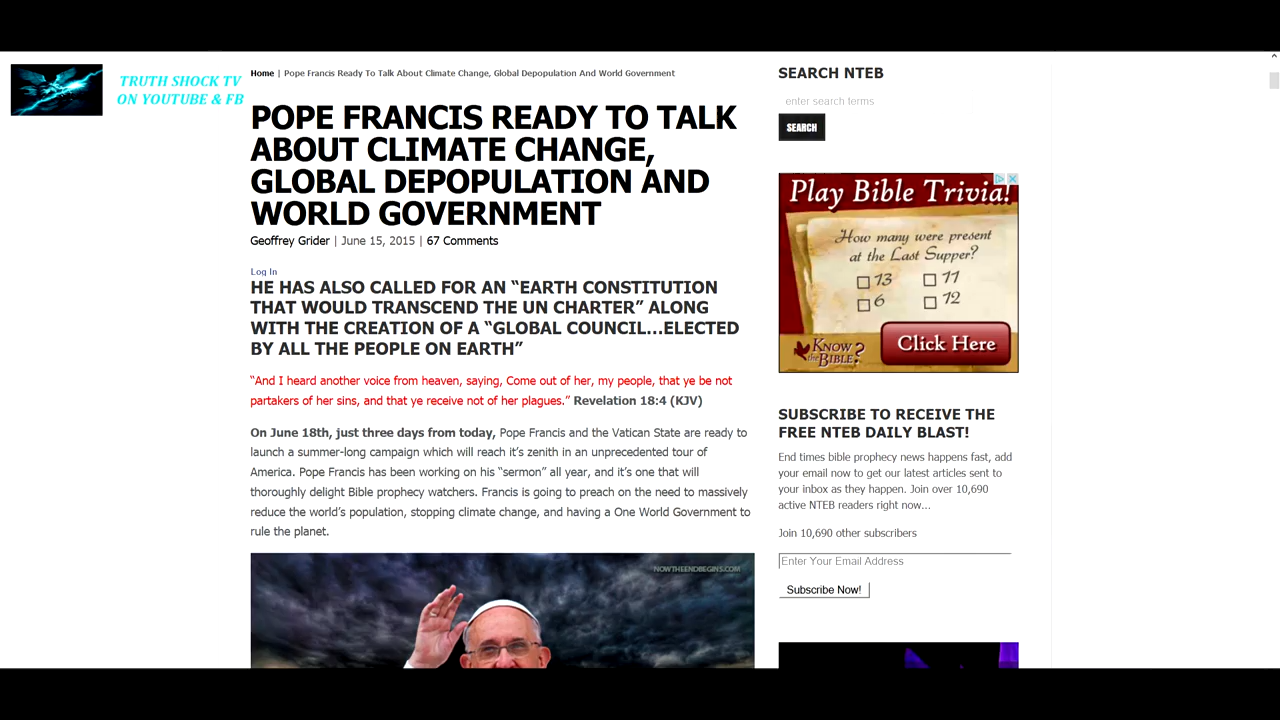 TRUTH SHOCK TV
ON YOUTUBE & FB
Home | Pope Francis Ready To Talk About Climate Change, Global Depopulation And World Government
POPE FRANCIS READY TO TALK
ABOUT CLIMATE CHANGE,
GLOBAL DEPOPULATION AND
WORLD GOVERNMENT
Geoffrey Grider | June 15, 2015 | 67 Comments
Log In
HE HAS ALSO CALLED FOR AN “EARTH CONSTITUTION
THAT WOULD TRANSCEND THE UN CHARTER” ALONG
WITH THE CREATION OF A “GLOBAL COUNCIL…ELECTED
BY ALL THE PEOPLE ON EARTH”
“And I heard another voice from heaven, saying, Come out of her, my people, that ye be not
partakers of her sins, and that ye receive not of her plagues.” Revelation 18:4 (KJV)
On June 18th, just three days from today, Pope Francis and the Vatican State are ready to
launch a summer-long campaign which will reach it’s zenith in an unprecedented tour of
America. Pope Francis has been working on his “sermon” all year, and it’s one that will
thoroughly delight Bible prophecy watchers. Francis is going to preach on the need to massively
reduce the world’s population, stopping climate change, and having a One World Government to
rule the planet.
NOWTHEENDBEGINS.COM
SEARCH NTEB
enter search terms
SEARCH
Play Bible Trivia!
How many were present
at the Last Supper?
13 11
6 12
KNOW THE BIBLE?
Click Here
SUBSCRIBE TO RECEIVE THE
FREE NTEB DAILY BLAST!
End times bible prophecy news happens fast, add
your email now to get our latest articles sent to
your inbox as they happen. Join over 10,690
active NTEB readers right now…
Join 10,690 other subscribers
Enter Your Email Address
Subscribe Now!